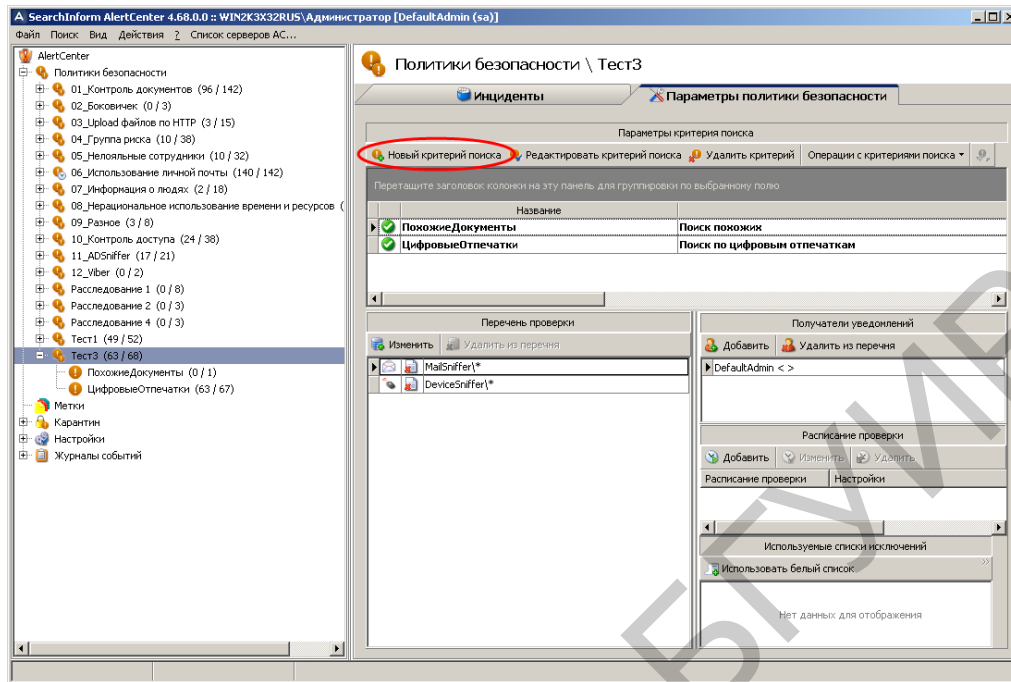 SearchInform AlertCenter 4.68.0.0 :: WIN2K3X32RUS\Администратор [DefaultAdmin (sa)]
Файл Поиск Вид Действия ? Список серверов АС...
AlertCenter
Политики безопасности
01_Контроль документов (96 / 142)
02_Боковичек (0 / 3)
03_Upload файлов по HTTP (3 / 15)
04_Группа риска (10 / 38)
05_Нелояльные сотрудники (10 / 32)
06_Использование личной почты (140 / 142)
07_Информация о людях (2 / 18)
08_Нерациональное использование времени и ресурсов (
09_Разное (3 / 8)
10_Контроль доступа (24 / 38)
11_ADSniffer (17 / 21)
12_Viber (0 / 2)
Расследование 1 (0 / 8)
Расследование 2 (0 / 3)
Расследование 4 (0 / 3)
Тест1 (49 / 52)
Тест3 (63 / 68)
ПохожиеДокументы (0 / 1)
ЦифровыеОтпечатки (63 / 67)
Метки
Карантин
Настройки
Журналы событий
Политики безопасности \ Тест3
Инциденты Параметры политики безопасности
Параметры критерия поиска
Новый критерий поиска Редактировать критерий поиска Удалить критерий Операции с критериями поиска
Перетащите заголовок колонки на эту панель для группировки по выбранному полю
Название
ПохожиеДокументы Поиск похожих
ЦифровыеОтпечатки Поиск по цифровым отпечаткам
Перечень проверки
Изменить Удалить из перечня
MailSniffer\*
DeviceSniffer\*
Получатели уведомлений
Добавить Удалить из перечня
DefaultAdmin < >
Расписание проверки
Добавить Изменить Удалить
Расписание проверки Настройки
Используемые списки исключений
Использовать белый список
Нет данных для отображения
БГУИР